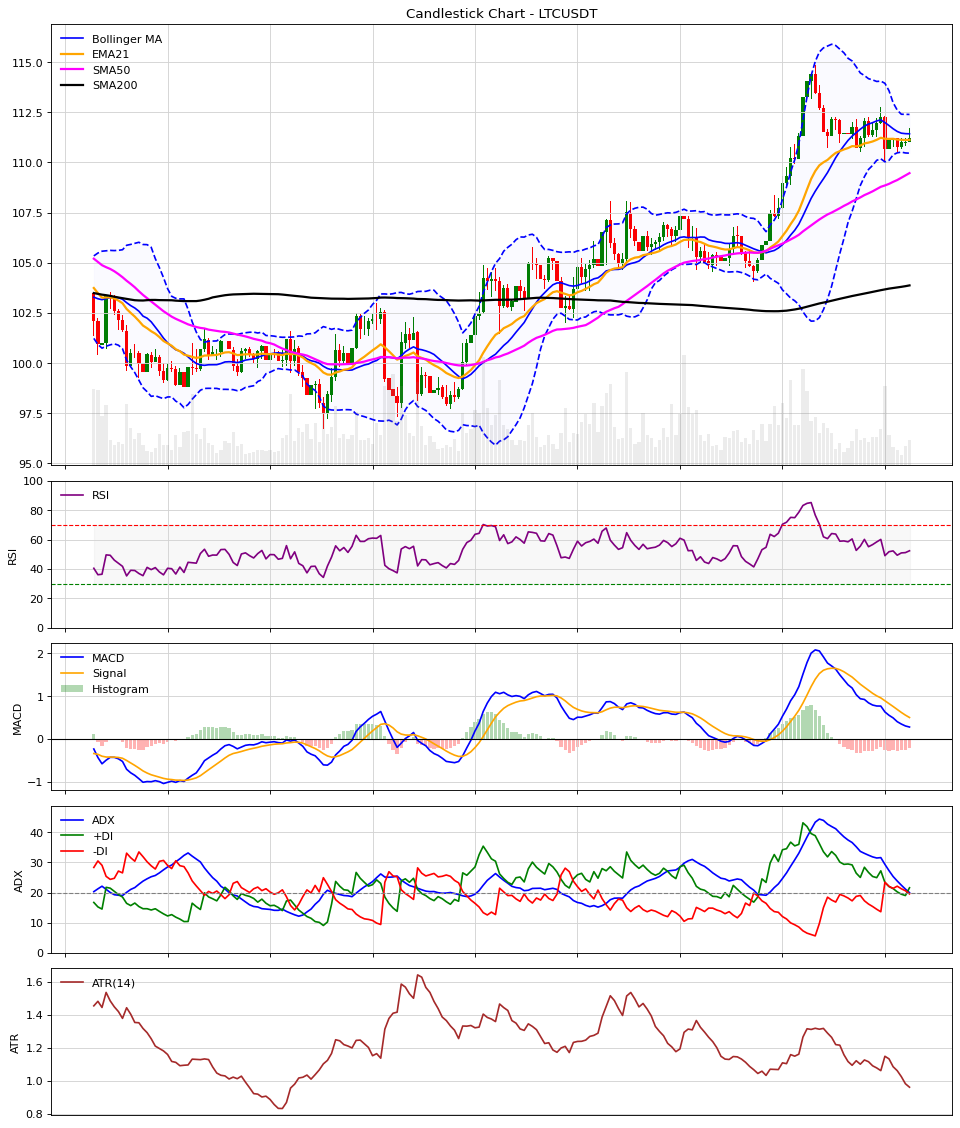 Candlestick Chart - LTCUSDT
Bollinger MA
EMA21
SMA50
SMA200
115.0
112.5
110.0
107.5
105.0
102.5
100.0
97.5
95.0
RSI
RSI
100
80
60
40
20
0
MACD
Signal
Histogram
MACD
2
1
0
−1
ADX
+DI
-DI
ADX
40
30
20
10
0
ATR(14)
ATR
1.6
1.4
1.2
1.0
0.8